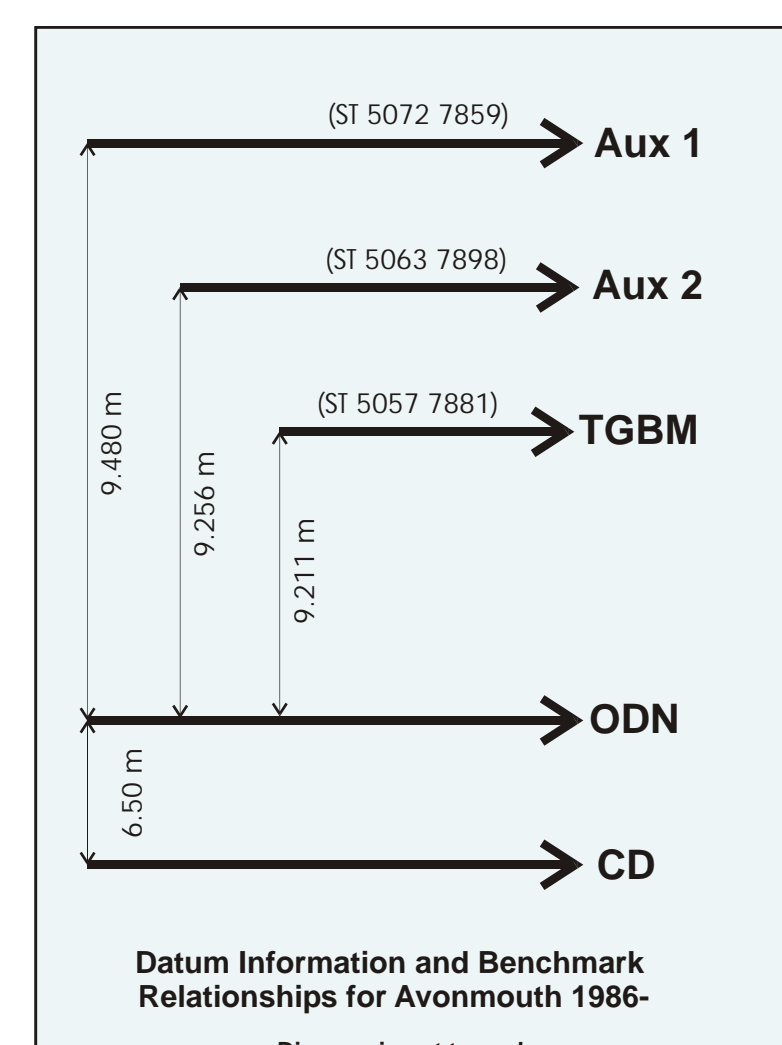 (ST 5072 7859)
Aux 1
(ST 5063 7898)
Aux 2
(ST 5057 7881)
TGBM
9.480 m
9.256 m
9.211 m
ODN
6.50 m
CD
Datum Information and Benchmark
Relationships for Avonmouth 1986-